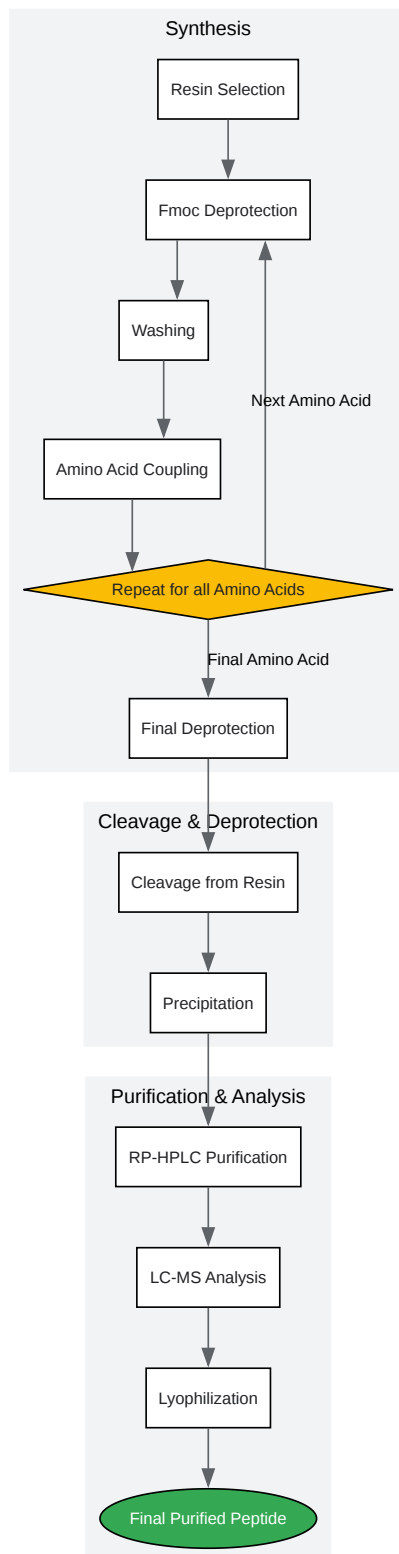 Synthesis
Resin Selection
Fmoc Deprotection
Washing
Next Amino Acid
Amino Acid Coupling
Repeat for all Amino Acids
Final Amino Acid
Final Deprotection
Cleavage & Deprotection
Cleavage from Resin
Precipitation
Purification & Analysis
RP-HPLC Purification
LC-MS Analysis
Lyophilization
Final Purified Peptide